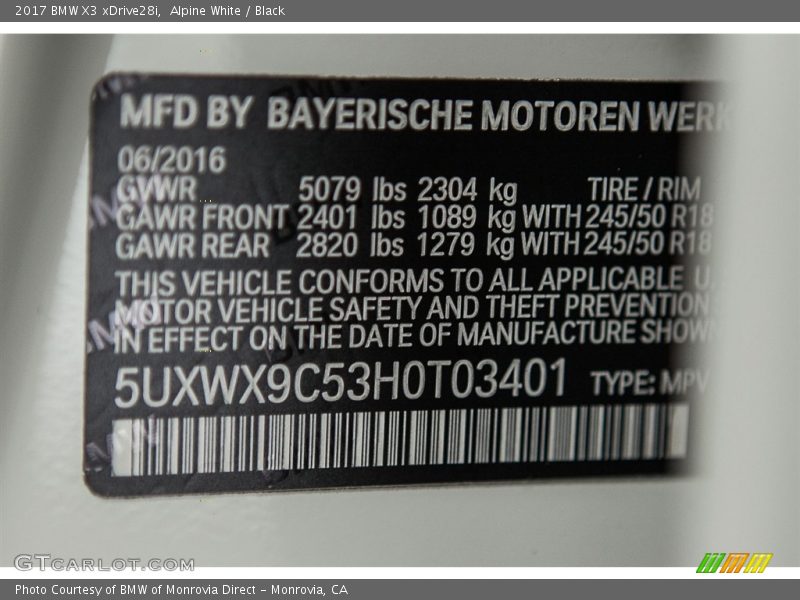 2017 BMW X3 xDrive28i, Alpine White / Black
MFD BY BAYERISCHE MOTOREN WERK
06/2016
GVWR 5079 lbs 2304 kg TIRE / RIM
GAWR FRONT 2401 lbs 1089 kg WITH 245/50 R18
GAWR REAR 2820 lbs 1279 kg WITH 245/50 R18
THIS VEHICLE CONFORMS TO ALL APPLICABLE U.
MOTOR VEHICLE SAFETY AND THEFT PREVENTION
IN EFFECT ON THE DATE OF MANUFACTURE SHOWN
5UXWX9C53H0T03401 TYPE: MPV
GTCARLOT.COM
Photo Courtesy of BMW of Monrovia Direct - Monrovia, CA